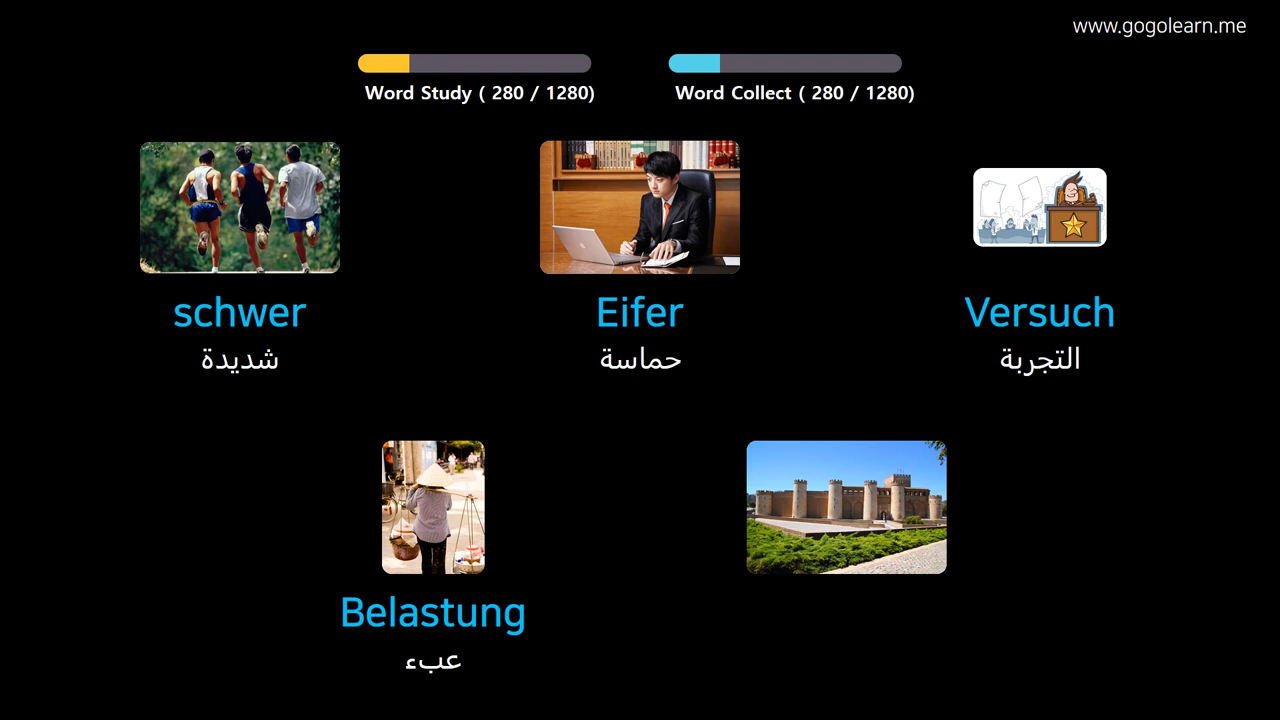 www.gogolearn.me
Word Study ( 280 / 1280)
Word Collect ( 280 / 1280)
schwer
شديدة
Eifer
حماسة
Versuch
التجربة
Belastung
عبء